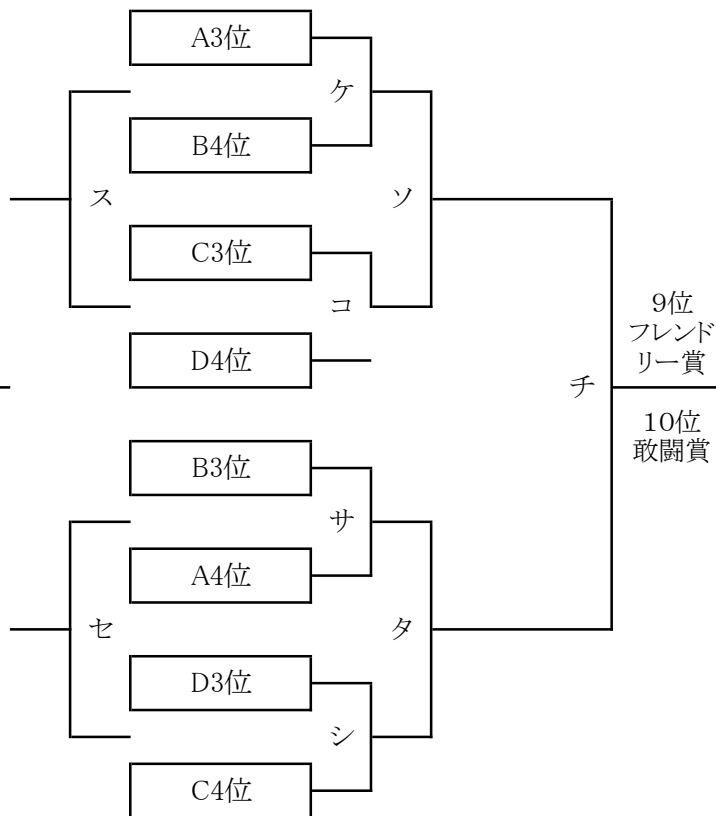 A3位
ケ
B4位
ス
ソ
C3位
コ
D4位
9位
フレンド
リー賞
チ
10位
敢闘賞
B3位
サ
A4位
セ
タ
D3位
シ
C4位